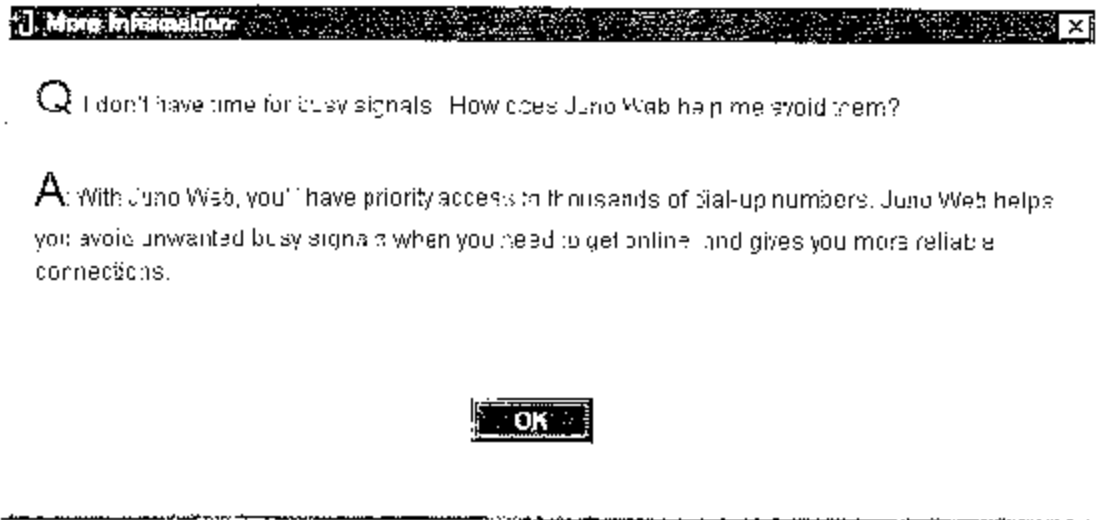 More Information
Q I don't have time for busy signals. How does Juno Web help me avoid them?
A: With Juno Web, you'll have priority access to thousands of dial-up numbers. Juno Web helps
you avoid unwanted busy signals when you need to get online, and gives you more reliable
connections.
OK